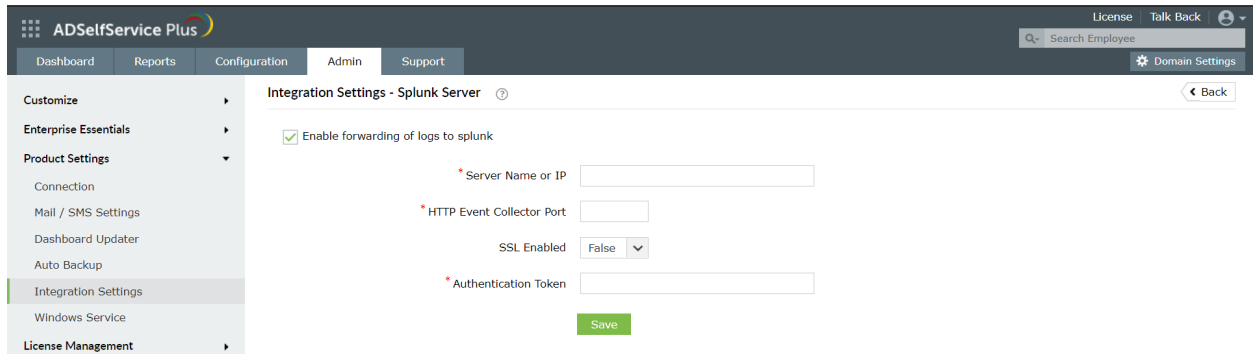 License | Talk Back
ADSelfService Plus
Search Employee
Dashboard Reports Configuration Admin Support Domain Settings
Customize
Enterprise Essentials
Product Settings
Connection
Mail / SMS Settings
Dashboard Updater
Auto Backup
Integration Settings
Windows Service
License Management
Integration Settings - Splunk Server ? Back
Enable forwarding of logs to splunk
* Server Name or IP
* HTTP Event Collector Port
SSL Enabled False
* Authentication Token
Save